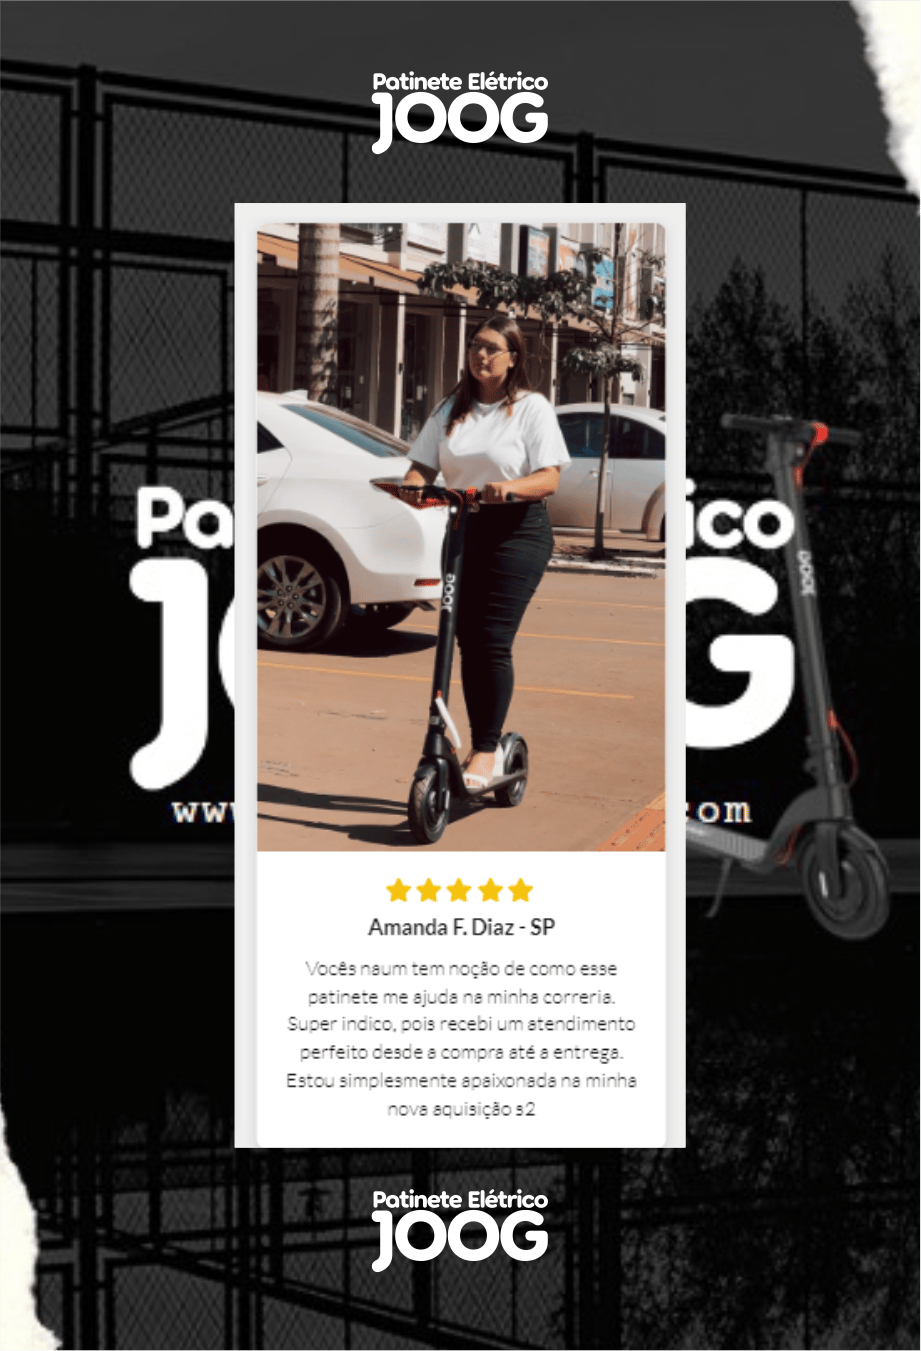 Patinete Elétrico
JOOG
JOOG
Pa
ico
J
G
JOOG
www
com
Amanda F. Diaz - SP
Vocês naum tem noção de como esse
patinete me ajuda na minha correria.
Super indico, pois recebi um atendimento
perfeito desde a compra até a entrega.
Estou simplesmente apaixonada na minha
nova aquisição s2
Patinete Elétrico
JOOG